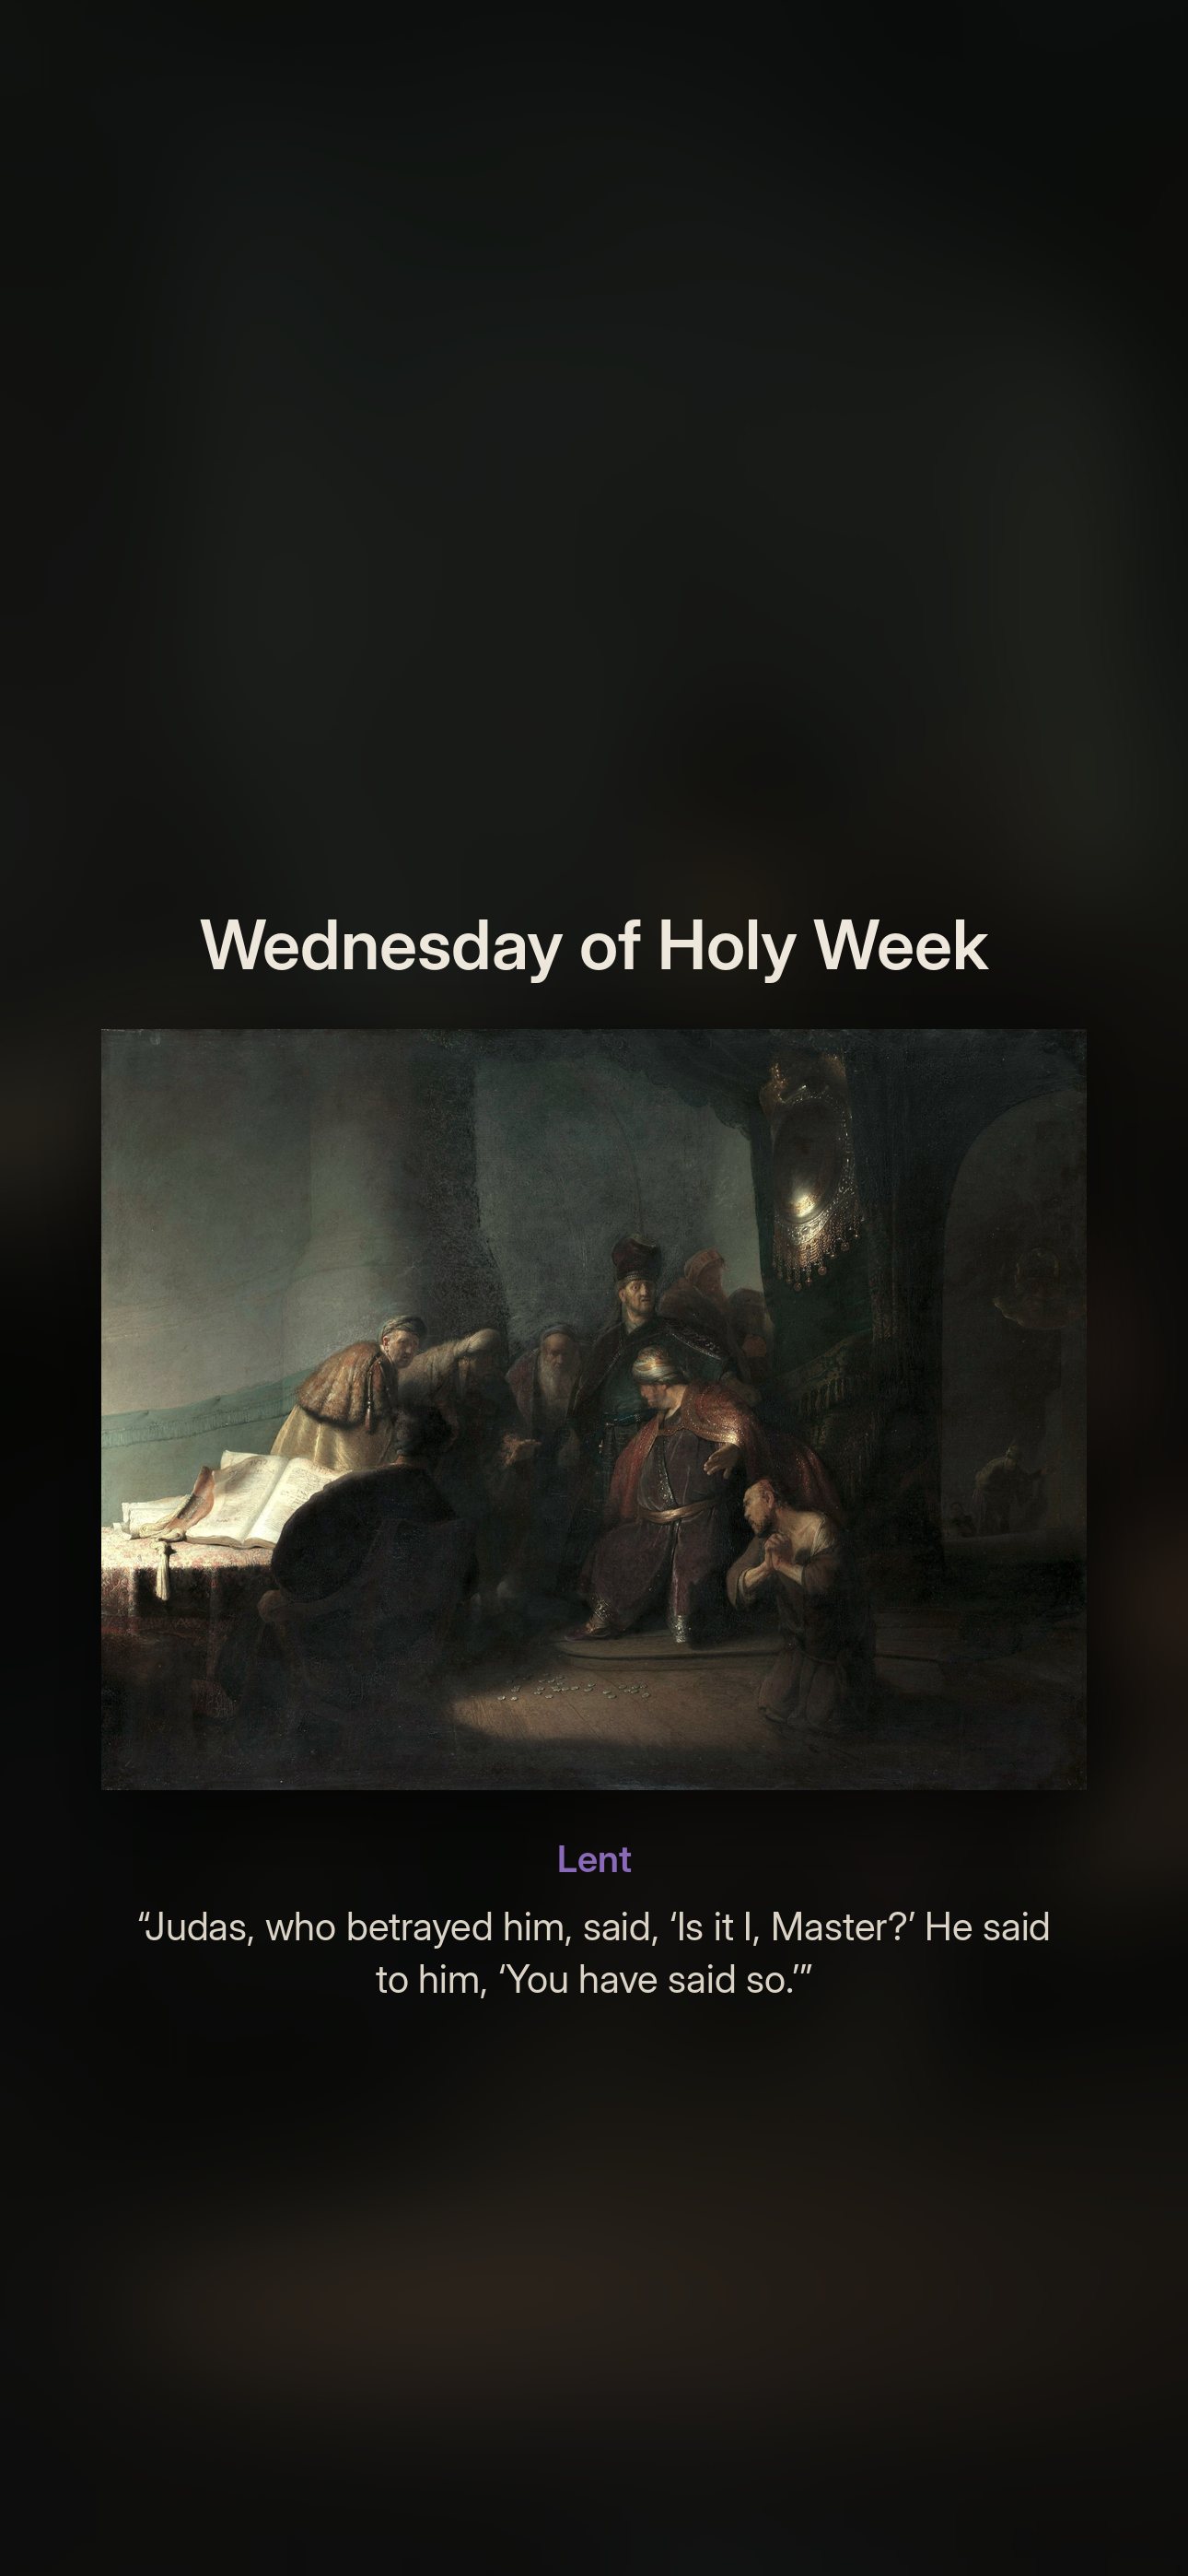 Wednesday of Holy Week
Lent
“Judas, who betrayed him, said, ‘Is it I, Master?’ He said
to him, ‘You have said so.’”